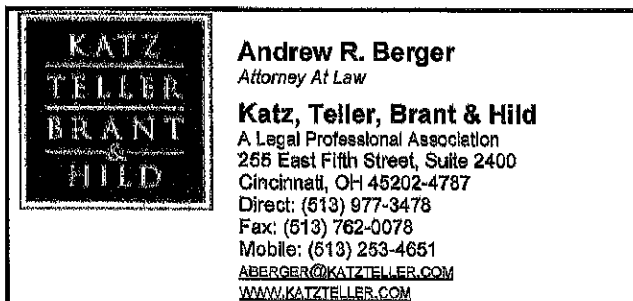 KATZ
TELLER
BRANT
&
HILD
Andrew R. Berger
Attorney At Law
Katz, Teller, Brant & Hild
A Legal Professional Association
255 East Fifth Street, Suite 2400
Cincinnati, OH 45202-4787
Direct: (513) 977-3478
Fax: (513) 762-0078
Mobile: (513) 253-4651
ABERGER@KATZTELLER.COM
WWW.KATZTELLER.COM